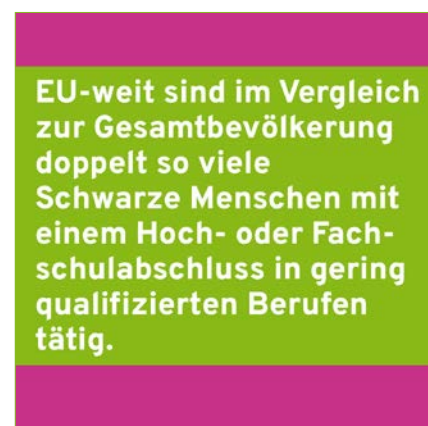 EU-weit sind im Vergleich
zur Gesamtbevölkerung
doppelt so viele
Schwarze Menschen mit
einem Hoch- oder Fach-
schulabschluss in gering
qualifizierten Berufen
tätig.